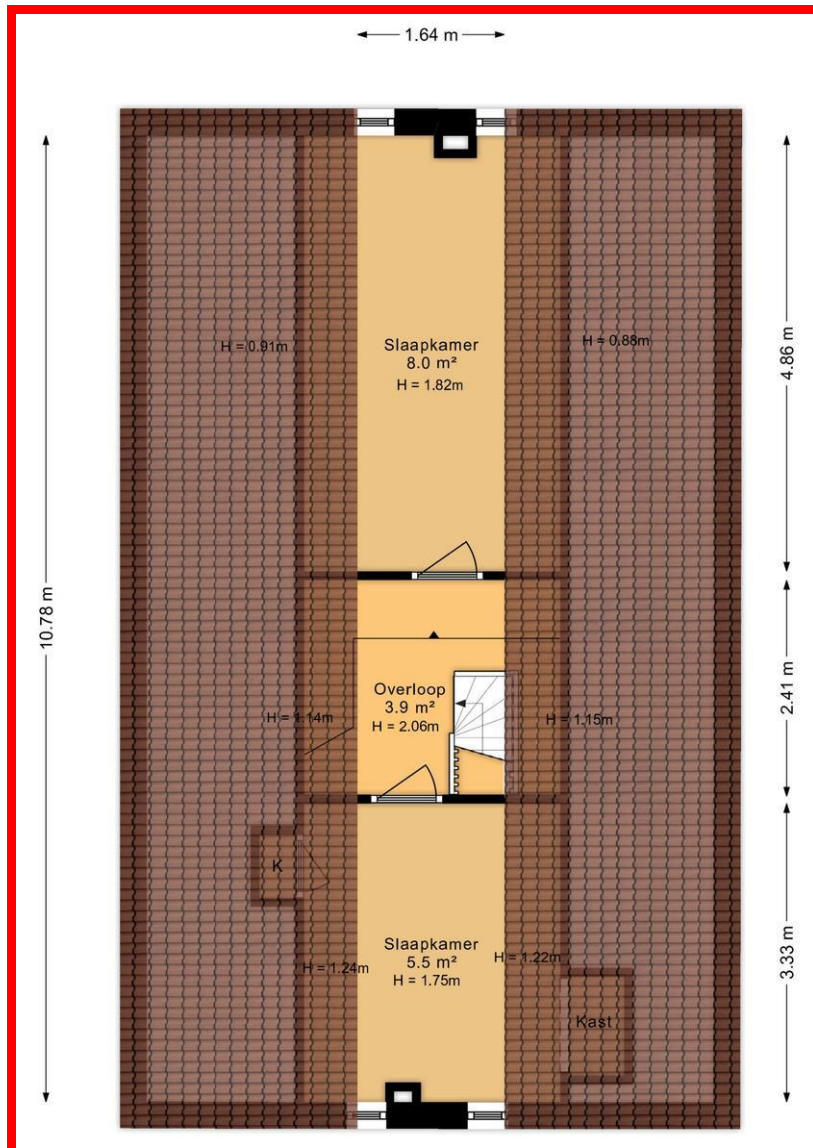 1.64 m
H = 0.91m
H = 0.88m
Slaapkamer
8.0 m²
H = 1.82m
4.86 m
10.78 m
2.41 m
Overloop
3.9 m²
H = 2.06m
H = 1.14m
H = 1.15m
K
Slaapkamer
5.5 m²
H = 1.75m
H = 1.24m
H = 1.22m
3.33 m
Kast